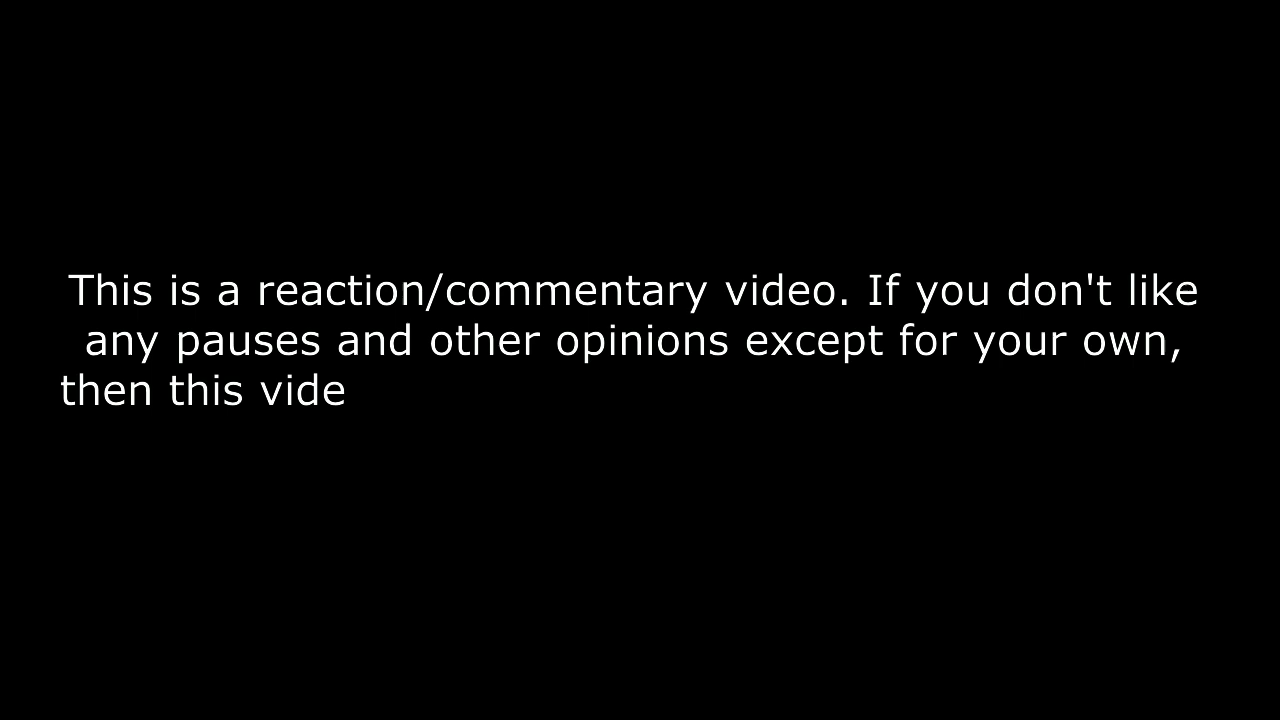 This is a reaction/commentary video. If you don't like
any pauses and other opinions except for your own,
then this vide